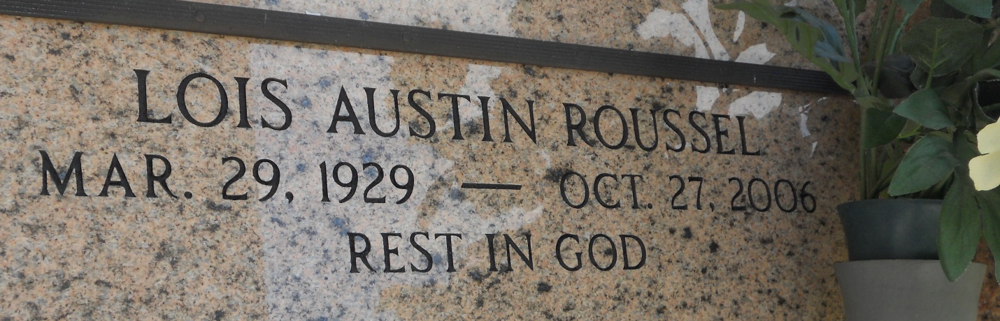 LOIS AUSTIN ROUSSEL
MAR. 29, 1929 — OCT. 27, 2006
REST IN GOD